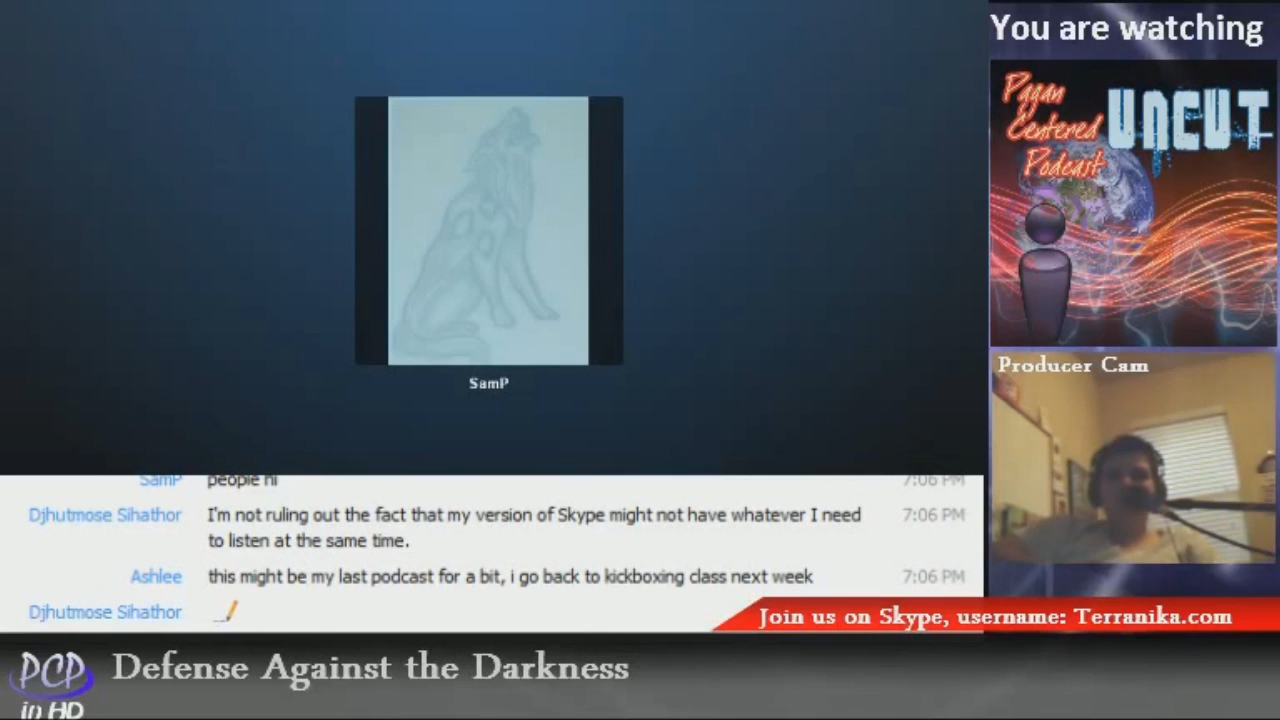 You are watching
Pagan
Centered
Podcast
UNCUT
Producer Cam
SamP
SamP people hi 7:06 PM
Djhutmose Sihathor I'm not ruling out the fact that my version of Skype might not have whatever I need 7:06 PM
to listen at the same time.
Ashlee this might be my last podcast for a bit, i go back to kickboxing class next week 7:06 PM
Djhutmose Sihathor
Join us on Skype, username: Terranika.com
PCP
in HD
Defense Against the Darkness